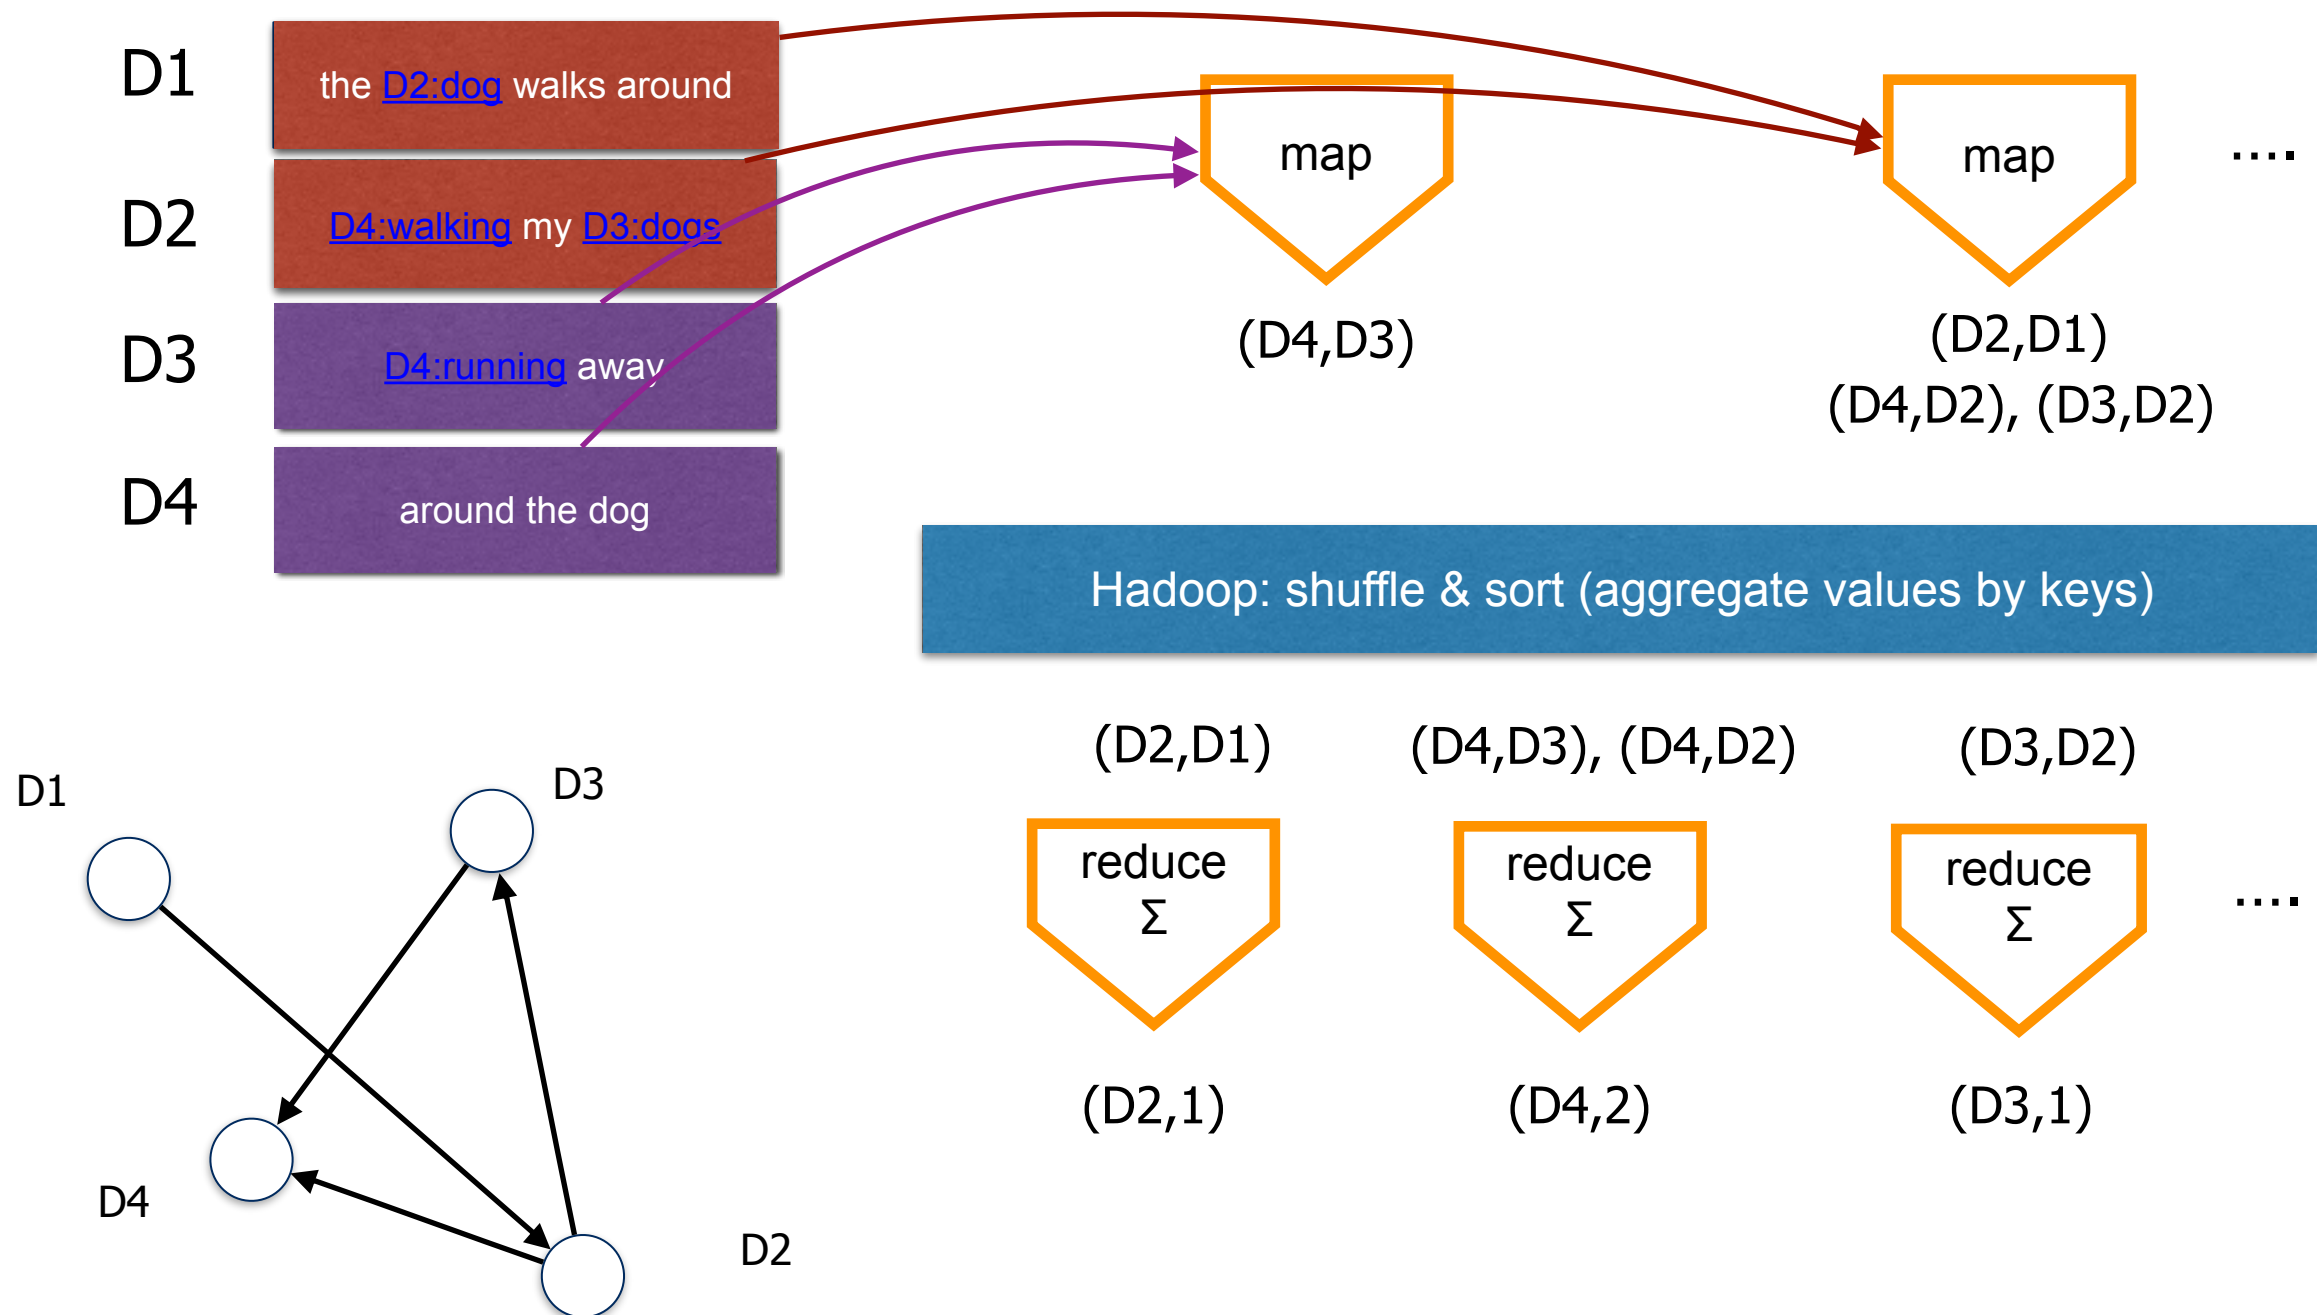 D1
the D2:dog walks around
D2
D4:walking my D3:dogs
D3
D4:running away
D4
around the dog
map
map
....
(D4,D3)
(D2,D1)
(D4,D2), (D3,D2)
Hadoop: shuffle & sort (aggregate values by keys)
(D2,D1)
(D4,D3), (D4,D2)
(D3,D2)
reduce
Σ
reduce
Σ
reduce
Σ
....
(D2,1)
(D4,2)
(D3,1)
D1
D3
D4
D2